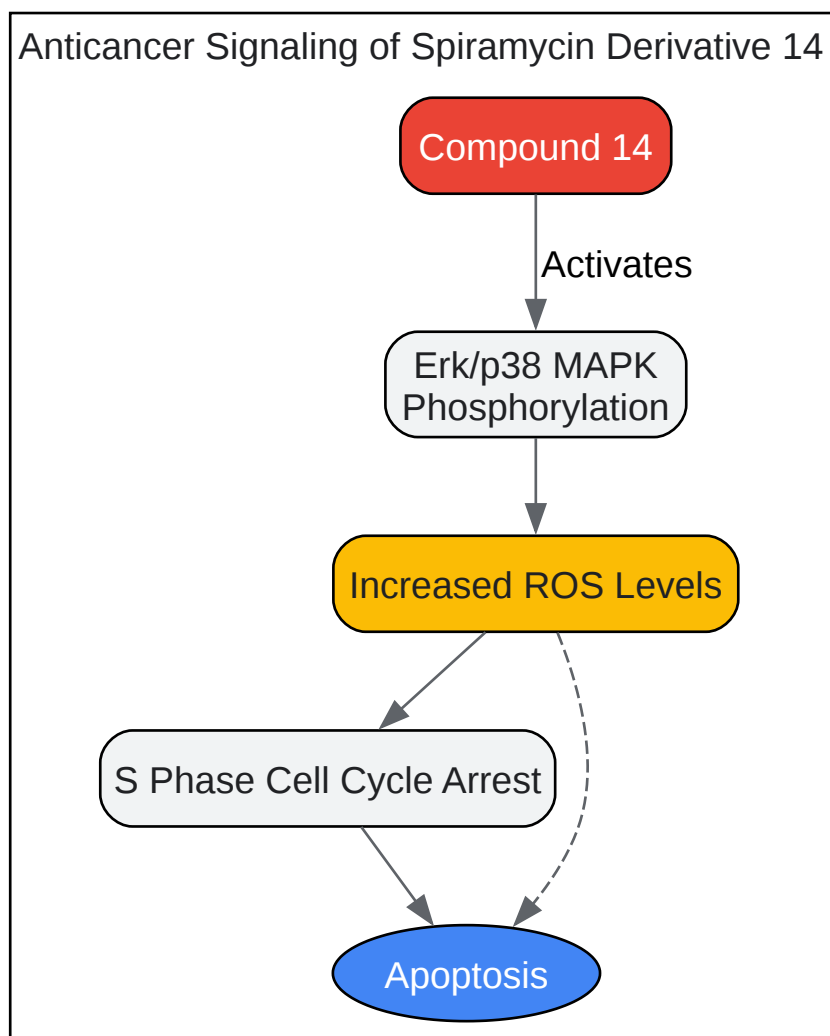 Anticancer Signaling of Spiramycin Derivative 14
Compound 14
Activates
Erk/p38 MAPK
Phosphorylation
Increased ROS Levels
S Phase Cell Cycle Arrest
Apoptosis